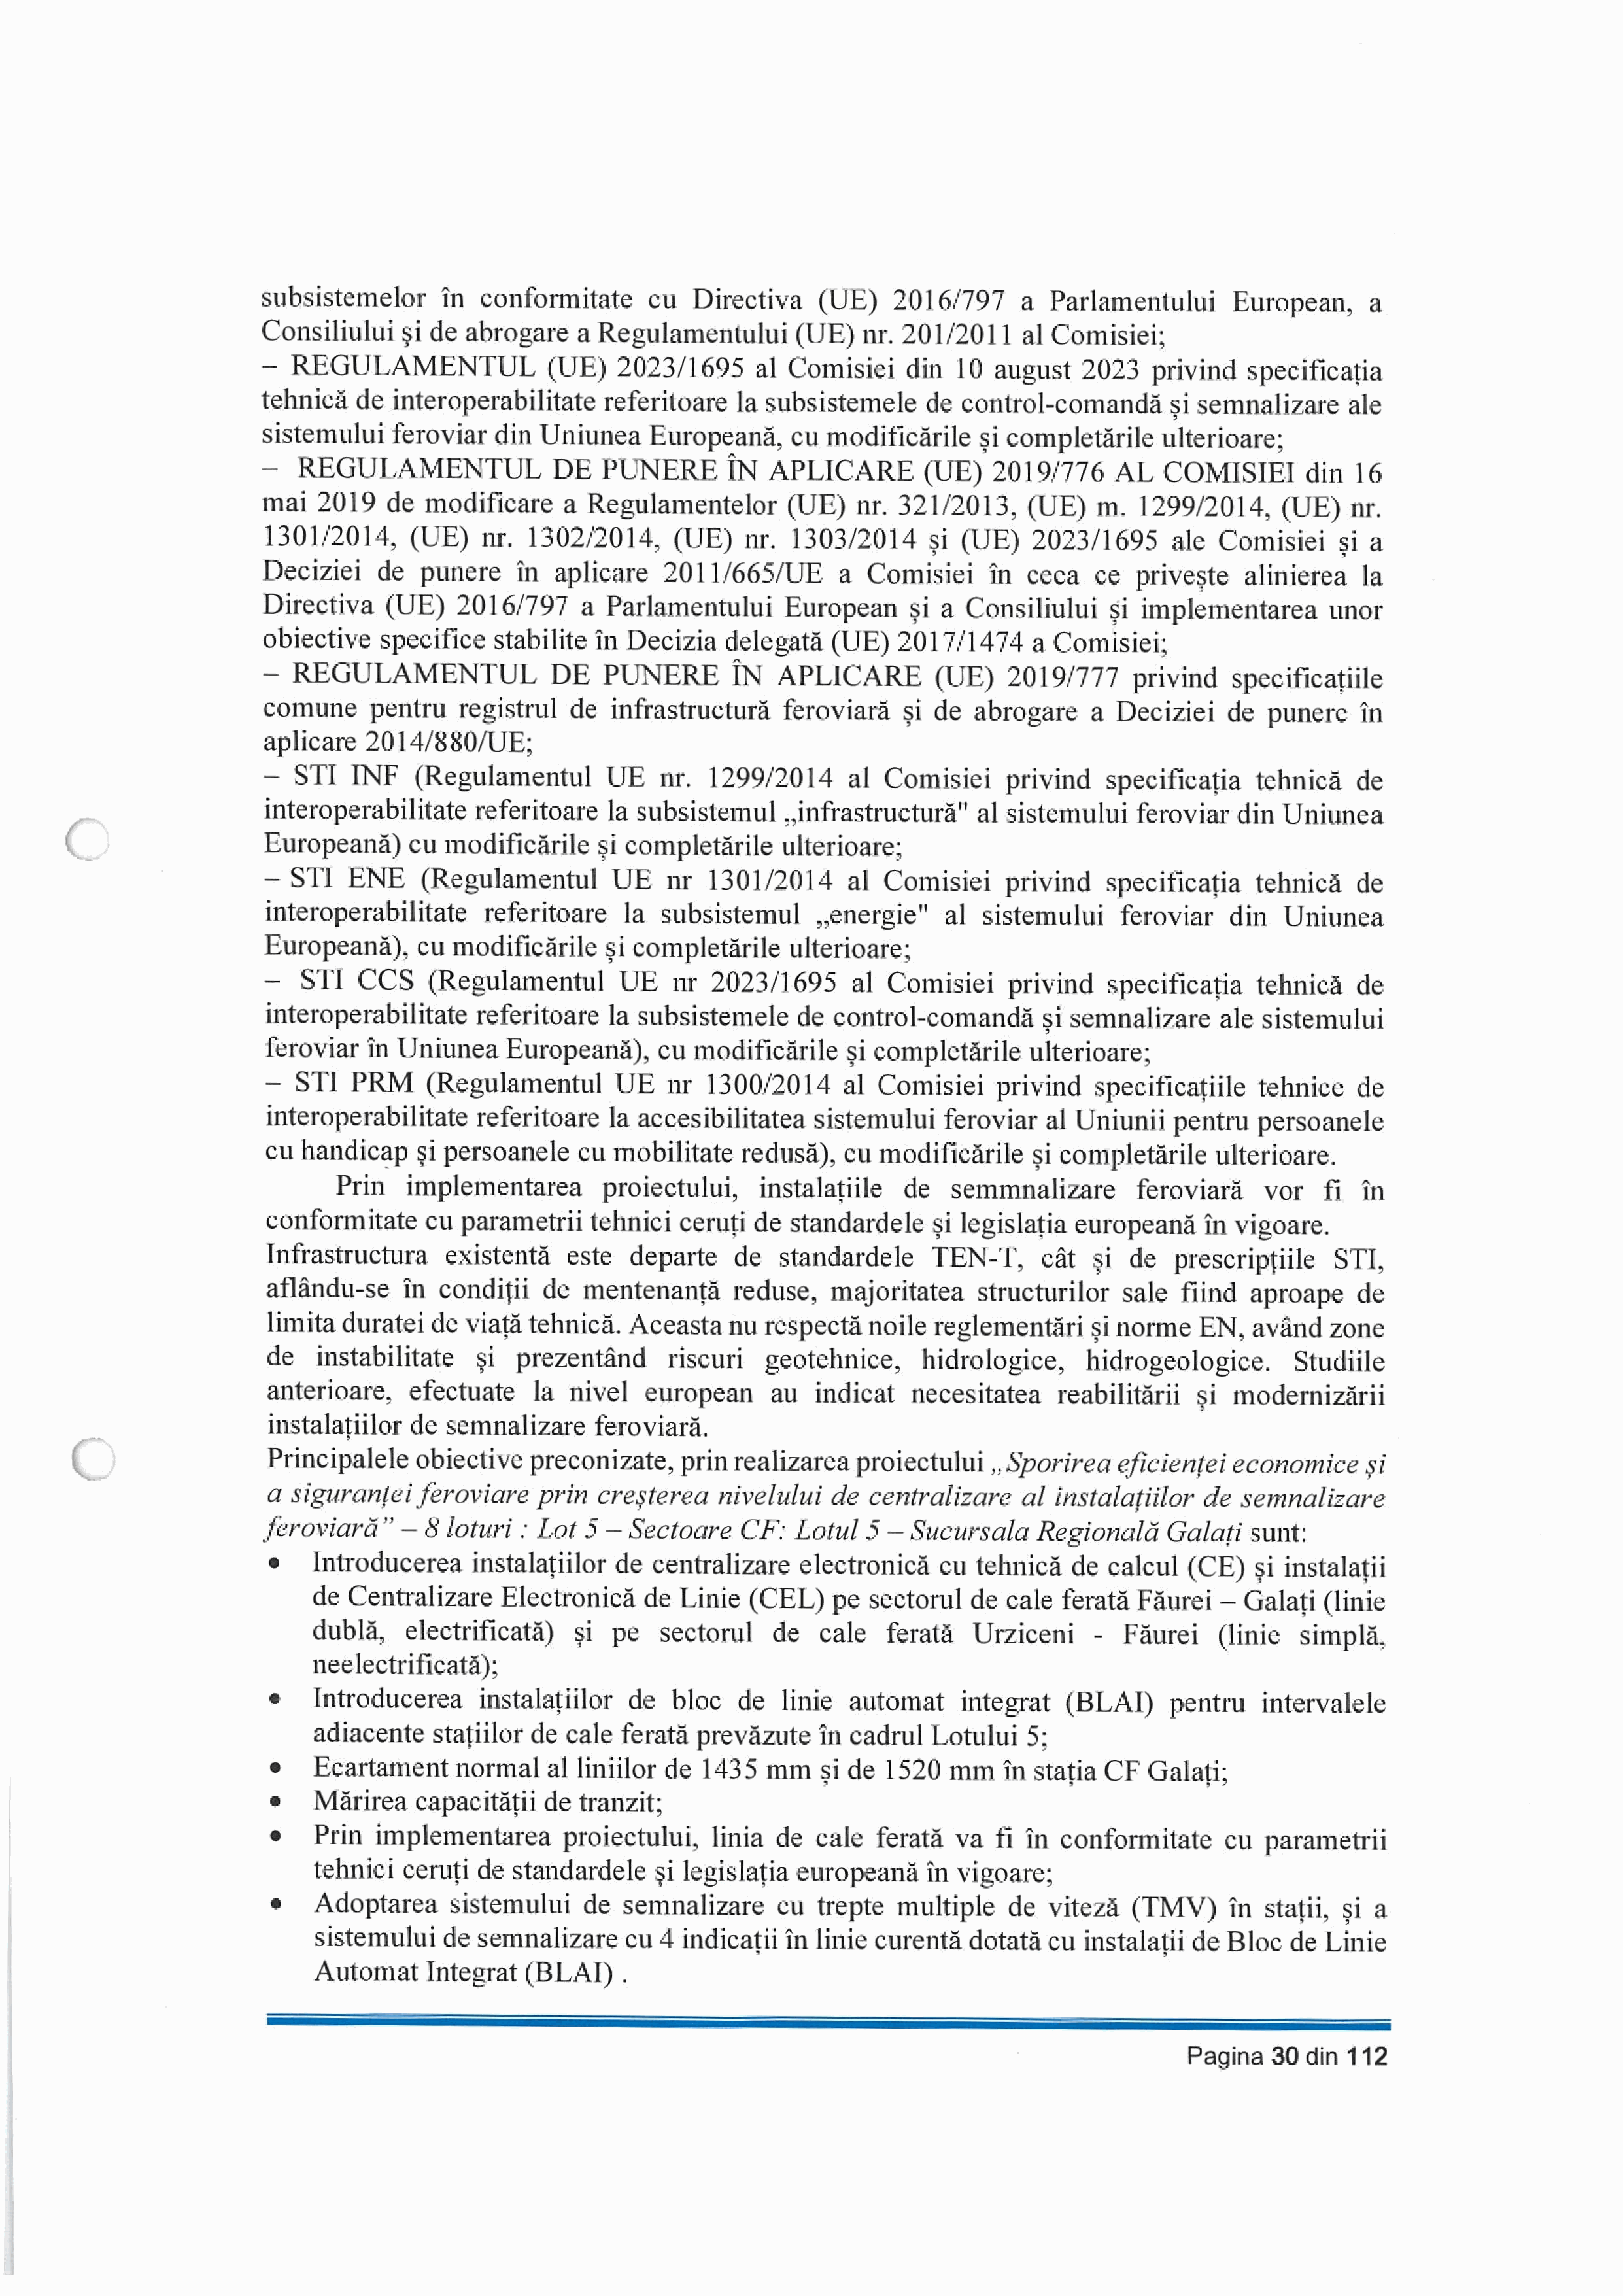 subsistemelor în conformitate cu Directiva (UE) 2016/797 a Parlamentului European, a
Consiliului şi de abrogare a Regulamentului (UE) nr. 201/2011 al Comisiei;
– REGULAMENTUL (UE) 2023/1695 al Comisiei din 10 august 2023 privind specificația
tehnică de interoperabilitate referitoare la subsistemele de control-comandă și semnalizare ale
sistemului feroviar din Uniunea Europeană, cu modificările și completările ulterioare;
– REGULAMENTUL DE PUNERE ÎN APLICARE (UE) 2019/776 AL COMISIEI din 16
mai 2019 de modificare a Regulamentelor (UE) nr. 321/2013, (UE) m. 1299/2014, (UE) nr.
1301/2014, (UE) nr. 1302/2014, (UE) nr. 1303/2014 și (UE) 2023/1695 ale Comisiei și a
Deciziei de punere în aplicare 2011/665/UE a Comisiei în ceea ce privește alinierea la
Directiva (UE) 2016/797 a Parlamentului European și a Consiliului și implementarea unor
obiective specifice stabilite în Decizia delegată (UE) 2017/1474 a Comisiei;
– REGULAMENTUL DE PUNERE ÎN APLICARE (UE) 2019/777 privind specificațiile
comune pentru registrul de infrastructură feroviară și de abrogare a Deciziei de punere în
aplicare 2014/880/UE;
– STI INF (Regulamentul UE nr. 1299/2014 al Comisiei privind specificația tehnică de
interoperabilitate referitoare la subsistemul „infrastructură" al sistemului feroviar din Uniunea
Europeană) cu modificările și completările ulterioare;
– STI ENE (Regulamentul UE nr 1301/2014 al Comisiei privind specificația tehnică de
interoperabilitate referitoare la subsistemul „energie" al sistemului feroviar din Uniunea
Europeană), cu modificările și completările ulterioare;
– STI CCS (Regulamentul UE nr 2023/1695 al Comisiei privind specificația tehnică de
interoperabilitate referitoare la subsistemele de control-comandă și semnalizare ale sistemului
feroviar în Uniunea Europeană), cu modificările și completările ulterioare;
– STI PRM (Regulamentul UE nr 1300/2014 al Comisiei privind specificațiile tehnice de
interoperabilitate referitoare la accesibilitatea sistemului feroviar al Uniunii pentru persoanele
cu handicap și persoanele cu mobilitate redusă), cu modificările și completările ulterioare.
Prin implementarea proiectului, instalațiile de semmnalizare feroviară vor fi în
conformitate cu parametrii tehnici ceruți de standardele și legislația europeană în vigoare.
Infrastructura existentă este departe de standardele TEN-T, cât și de prescripțiile STI,
aflându-se în condiții de mentenanță reduse, majoritatea structurilor sale fiind aproape de
limita duratei de viață tehnică. Aceasta nu respectă noile reglementări și norme EN, având zone
de instabilitate și prezentând riscuri geotehnice, hidrologice, hidrogeologice. Studiile
anterioare, efectuate la nivel european au indicat necesitatea reabilitării și modernizării
instalațiilor de semnalizare feroviară.
Principalele obiective preconizate, prin realizarea proiectului „Sporirea eficienței economice și
a siguranței feroviare prin creșterea nivelului de centralizare al instalațiilor de semnalizare
feroviară” – 8 loturi : Lot 5 – Sectoare CF: Lotul 5 – Sucursala Regională Galați sunt:
• Introducerea instalațiilor de centralizare electronică cu tehnică de calcul (CE) și instalații
de Centralizare Electronică de Linie (CEL) pe sectorul de cale ferată Făurei – Galați (linie
dublă, electrificată) și pe sectorul de cale ferată Urziceni - Făurei (linie simplă,
neelectrificată);
• Introducerea instalațiilor de bloc de linie automat integrat (BLAI) pentru intervalele
adiacente stațiilor de cale ferată prevăzute în cadrul Lotului 5;
• Ecartament normal al liniilor de 1435 mm și de 1520 mm în stația CF Galați;
• Mărirea capacității de tranzit;
• Prin implementarea proiectului, linia de cale ferată va fi în conformitate cu parametrii
tehnici ceruți de standardele și legislația europeană în vigoare;
• Adoptarea sistemului de semnalizare cu trepte multiple de viteză (TMV) în stații, și a
sistemului de semnalizare cu 4 indicații în linie curentă dotată cu instalații de Bloc de Linie
Automat Integrat (BLAI) .
Pagina 30 din 112